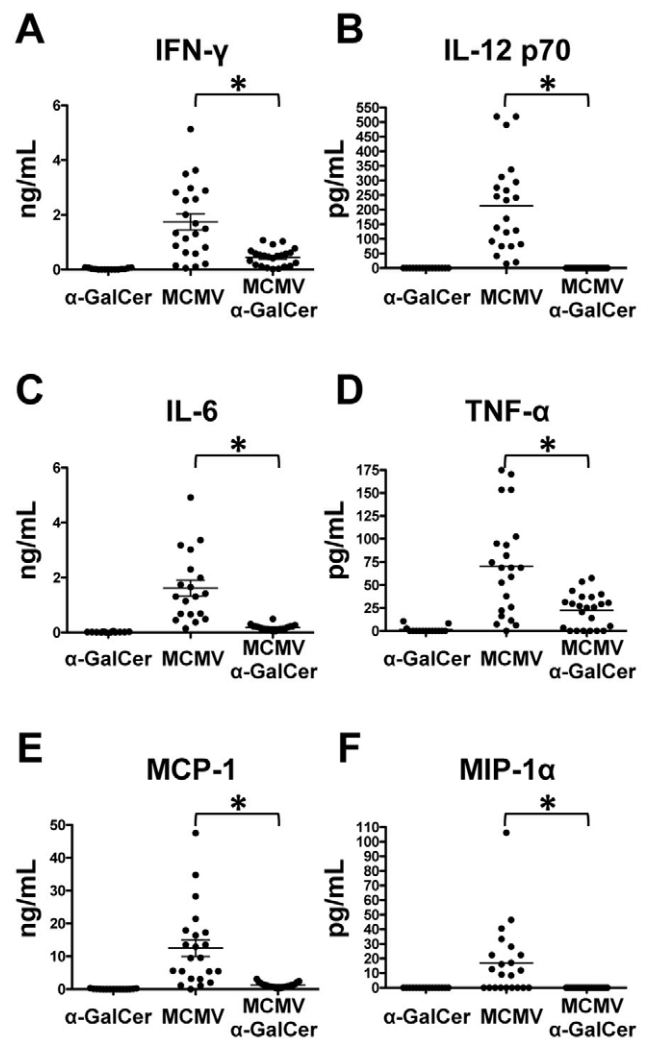 A
IFN-γ
*
6
4
2
0
ng/mL
α-GalCer
MCMV
MCMV
α-GalCer
B
IL-12 p70
*
550
500
450
400
350
300
250
200
150
100
50
0
pg/mL
α-GalCer
MCMV
MCMV
α-GalCer
C
IL-6
*
6
4
2
0
ng/mL
α-GalCer
MCMV
MCMV
α-GalCer
D
TNF-α
*
175
150
125
100
75
50
25
0
pg/mL
α-GalCer
MCMV
MCMV
α-GalCer
E
MCP-1
*
50
40
30
20
10
0
ng/mL
α-GalCer
MCMV
MCMV
α-GalCer
F
MIP-1α
*
110
100
90
80
70
60
50
40
30
20
10
0
pg/mL
α-GalCer
MCMV
MCMV
α-GalCer